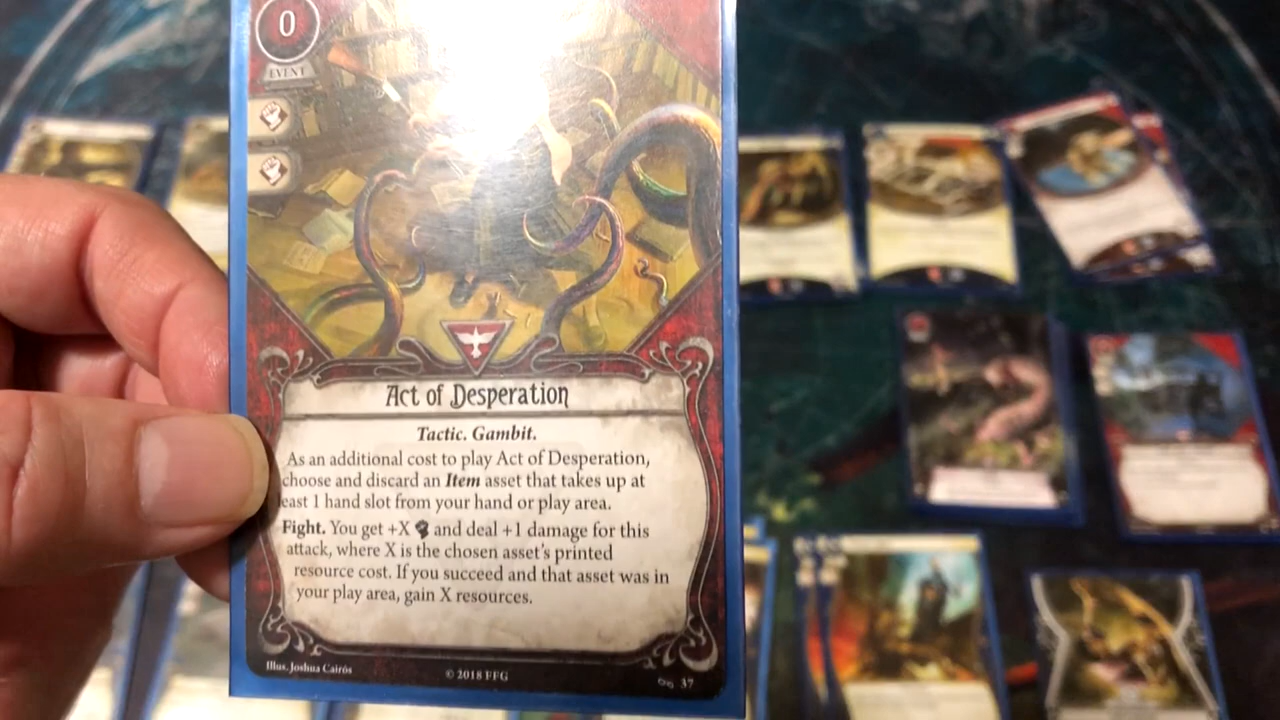 0
EVENT
Act of Desperation
Tactic. Gambit.
As an additional cost to play Act of Desperation,
choose and discard an Item asset that takes up at
least 1 hand slot from your hand or play area.
Fight. You get +X and deal +1 damage for this
attack, where X is the chosen asset's printed
resource cost. If you succeed and that asset was in
your play area, gain X resources.
Illus. Joshua Cairós
© 2018 FFG
37